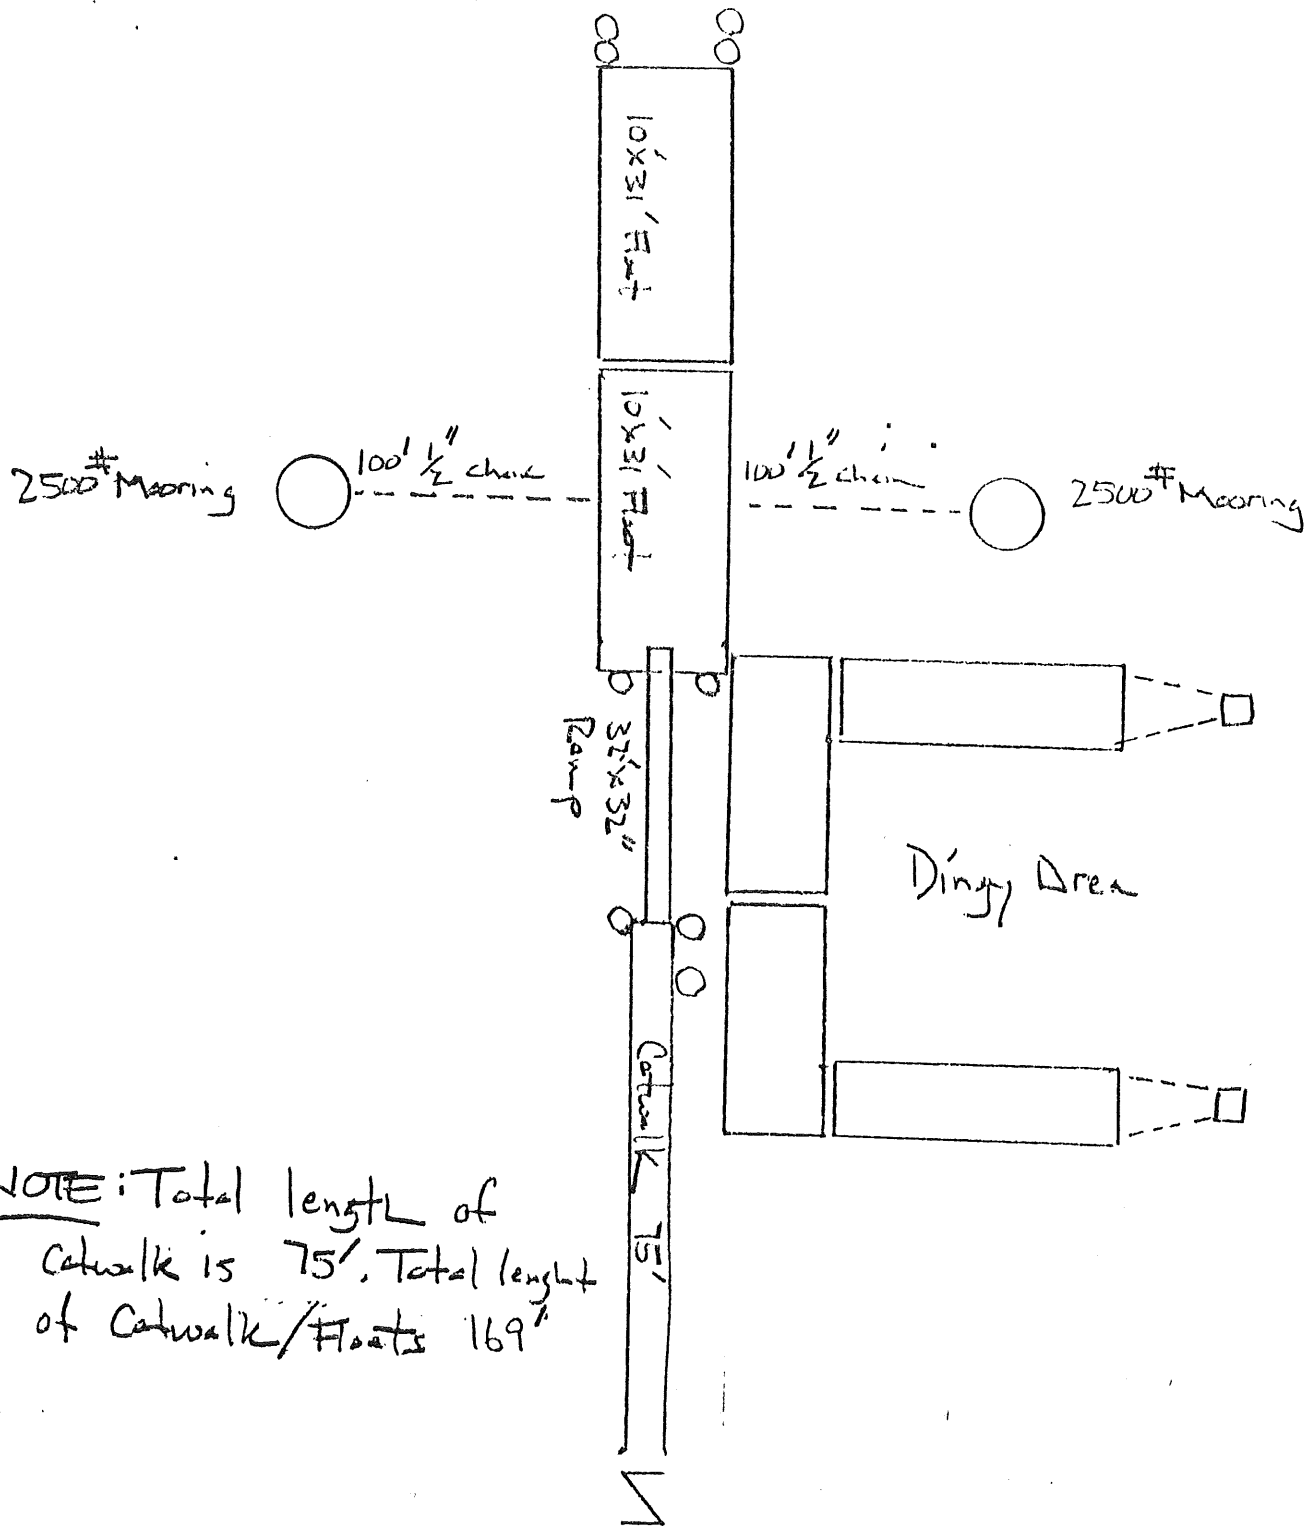 10'x31' Float
10'x31' Float
2500# Mooring
100' 1/2" chain
100' 1/2" chain
2500# Mooring
32'x32"
Ramp
Dingy Area
Catwalk 75'
NOTE: Total length of
Catwalk is 75'. Total lenght
of Catwalk/Floats 169"